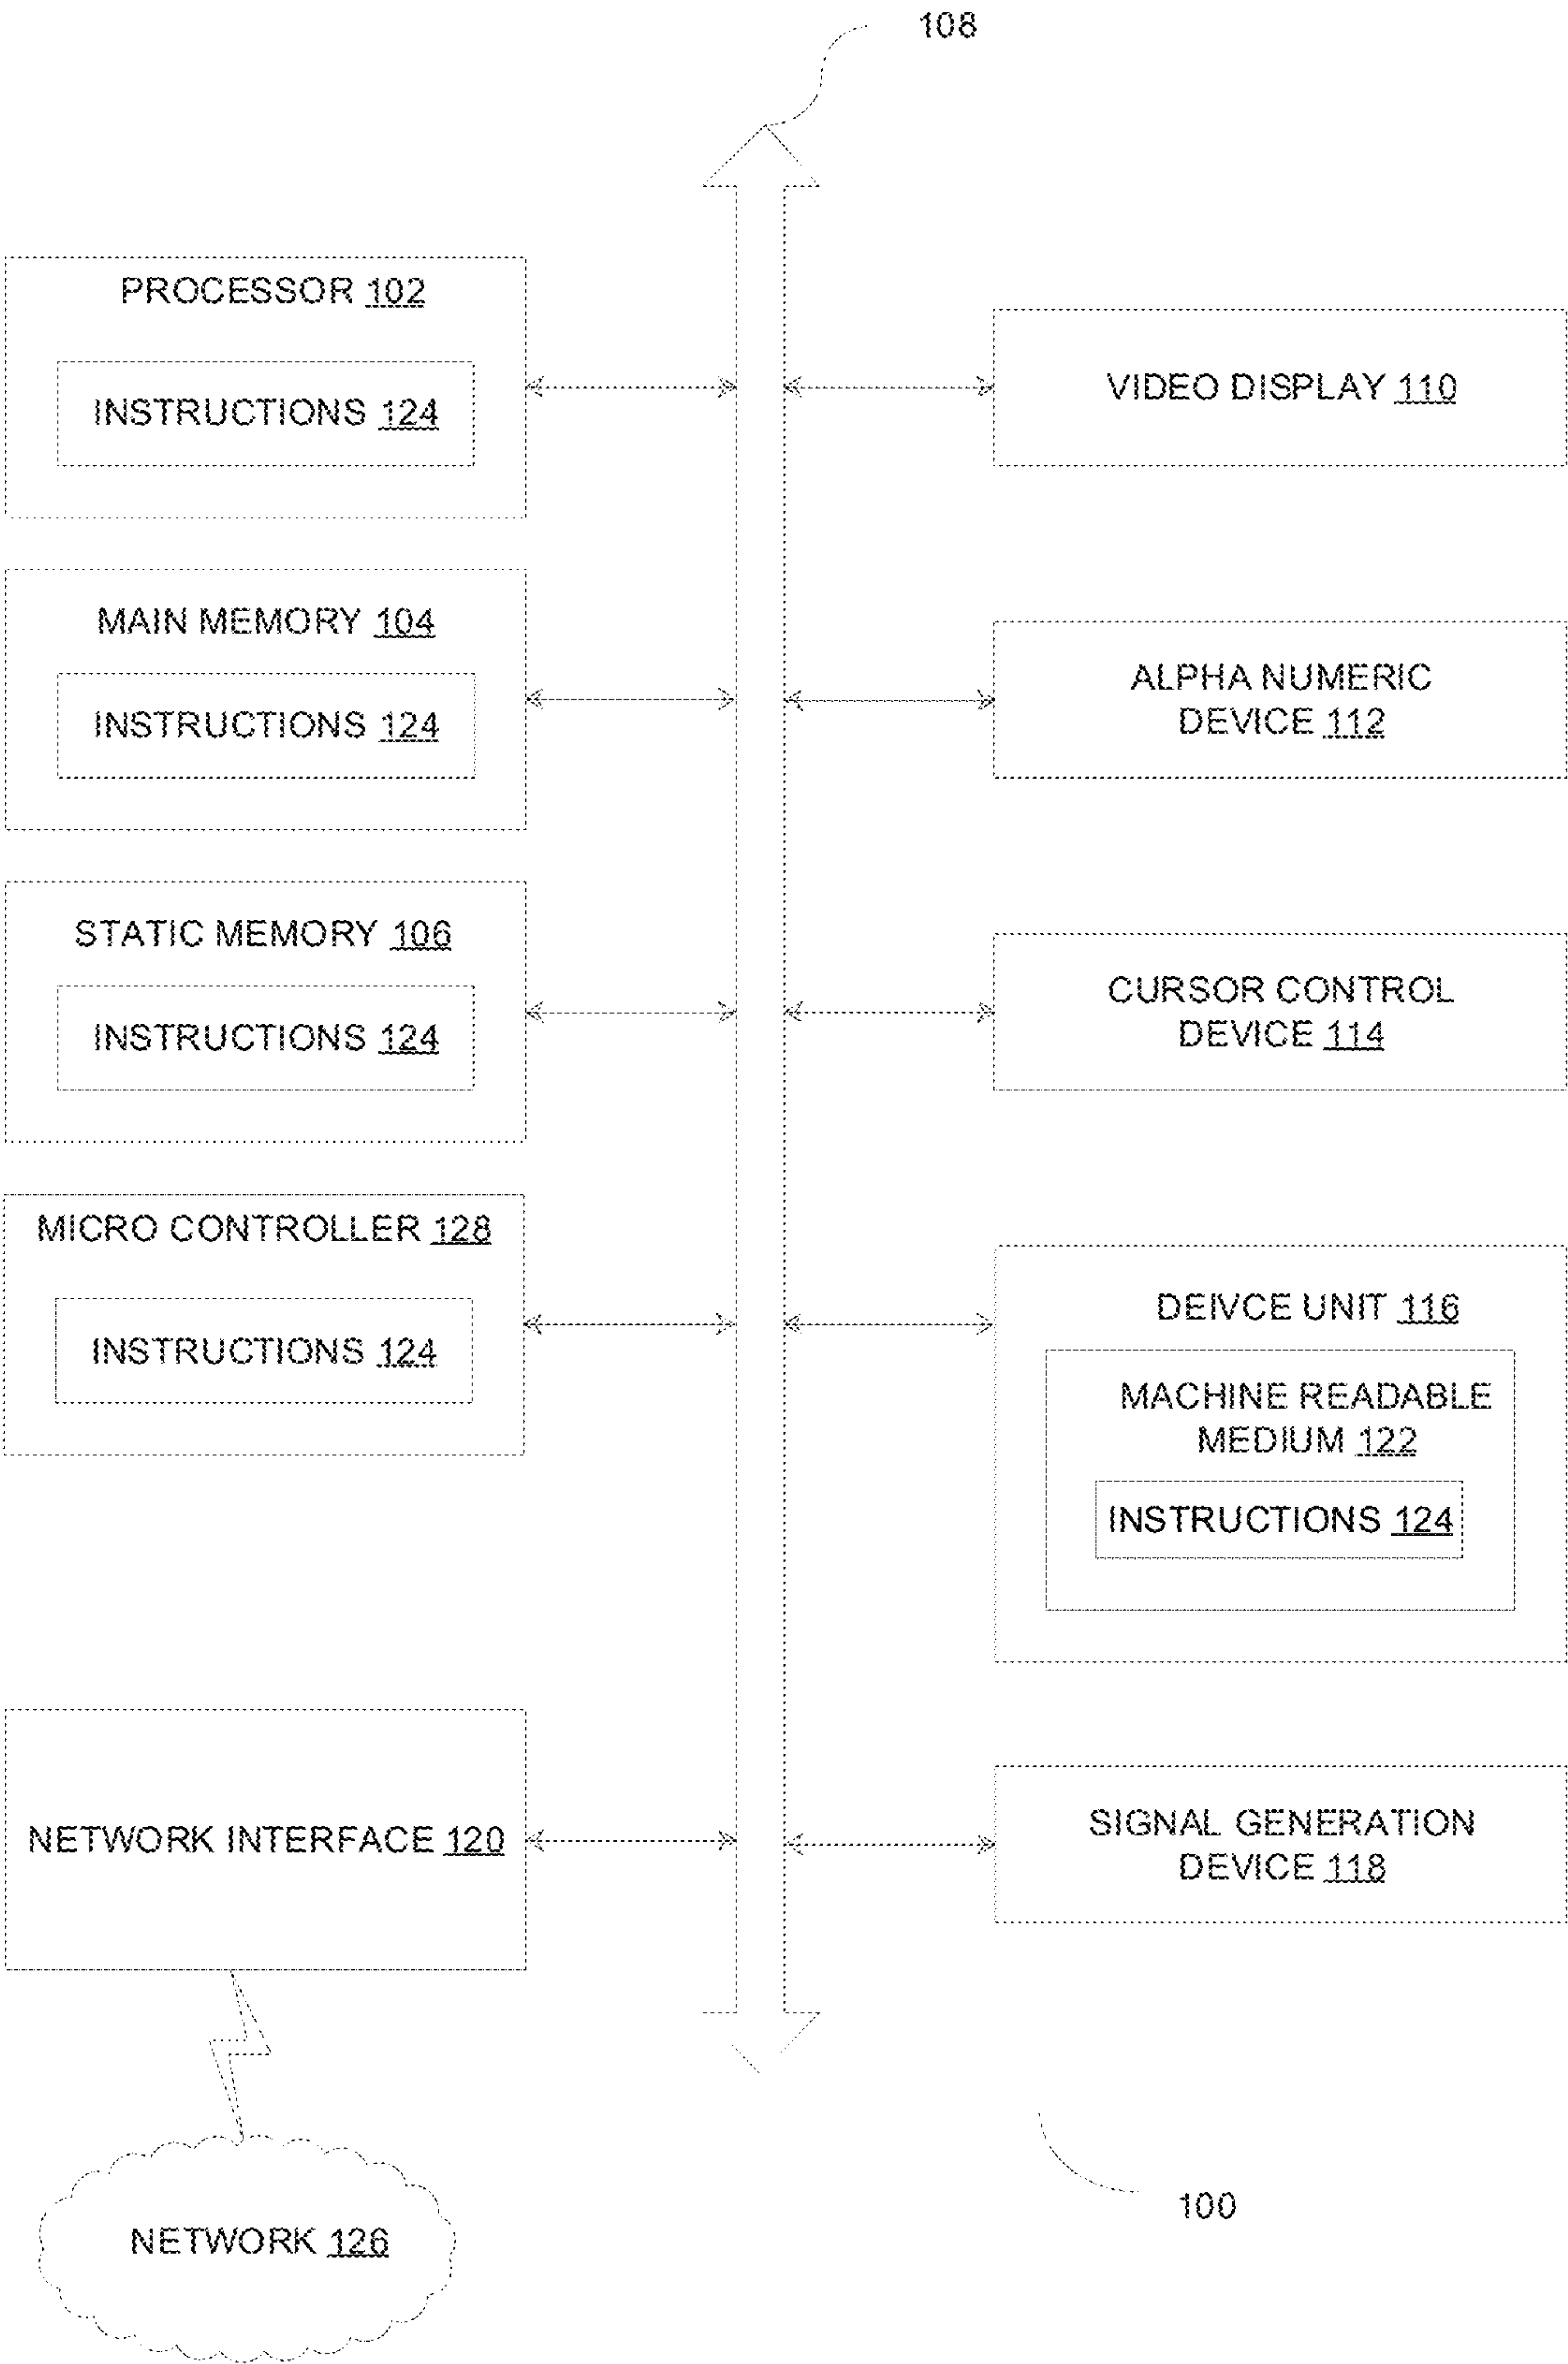 108
PROCESSOR 102
INSTRUCTIONS 124
MAIN MEMORY 104
INSTRUCTIONS 124
STATIC MEMORY 106
INSTRUCTIONS 124
MICRO CONTROLLER 128
INSTRUCTIONS 124
NETWORK INTERFACE 120
NETWORK 126
VIDEO DISPLAY 110
ALPHA NUMERIC
DEVICE 112
CURSOR CONTROL
DEVICE 114
DEIVCE UNIT 116
MACHINE READABLE
MEDIUM 122
INSTRUCTIONS 124
SIGNAL GENERATION
DEVICE 118
100